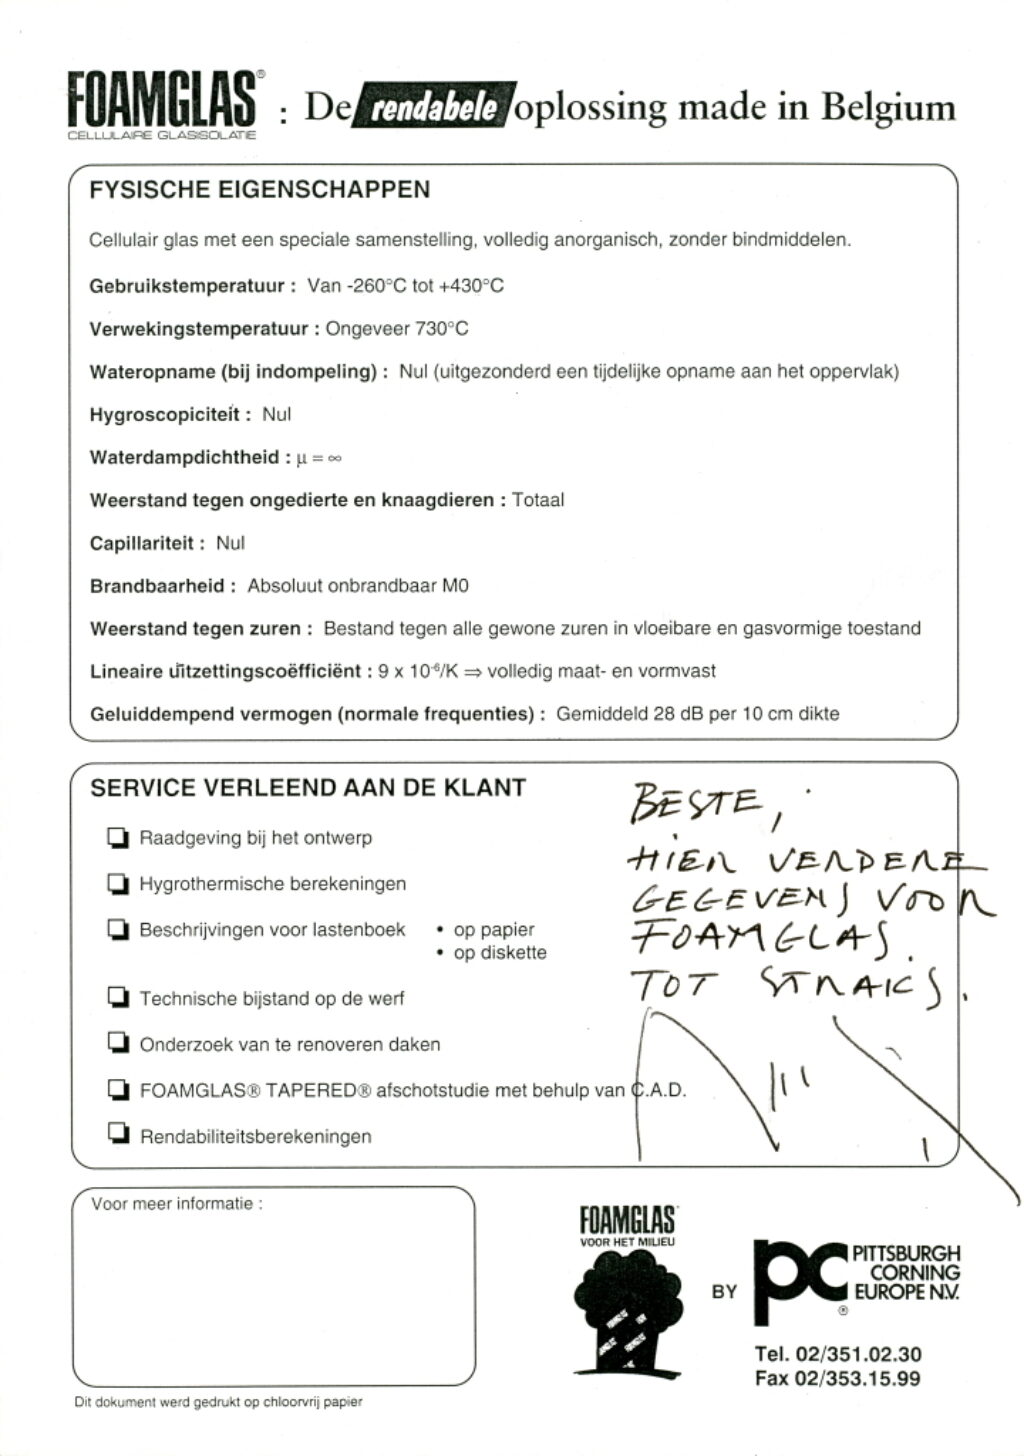 FOAMGLAS® : De rendabele oplossing made in Belgium
CELLULAIRE GLASISOLATIE
FYSISCHE EIGENSCHAPPEN
Cellulair glas met een speciale samenstelling, volledig anorganisch, zonder bindmiddelen.
Gebruikstemperatuur : Van -260°C tot +430°C
Verwekingstemperatuur : Ongeveer 730°C
Wateropname (bij indompeling) : Nul (uitgezonderd een tijdelijke opname aan het oppervlak)
Hygroscopiciteit : Nul
Waterdampdichtheid : µ = ∞
Weerstand tegen ongedierte en knaagdieren : Totaal
Capillariteit : Nul
Brandbaarheid : Absoluut onbrandbaar M0
Weerstand tegen zuren : Bestand tegen alle gewone zuren in vloeibare en gasvormige toestand
Lineaire uitzettingscoëfficiënt : 9 x 10⁻⁶/K ⇒ volledig maat- en vormvast
Geluiddempend vermogen (normale frequenties) : Gemiddeld 28 dB per 10 cm dikte
SERVICE VERLEEND AAN DE KLANT
❏ Raadgeving bij het ontwerp
❏ Hygrothermische berekeningen
❏ Beschrijvingen voor lastenboek • op papier
• op diskette
❏ Technische bijstand op de werf
❏ Onderzoek van te renoveren daken
❏ FOAMGLAS® TAPERED® afschotstudie met behulp van C.A.D.
❏ Rendabiliteitsberekeningen
BESTE,
HIER VERDERE
GEGEVENS VOOR
FOAMGLAS.
TOT STRAKS.
Voor meer informatie :
FOAMGLAS
VOOR HET MILIEU
BY
pc PITTSBURGH
CORNING
EUROPE N.V.
®
Tel. 02/351.02.30
Fax 02/353.15.99
Dit dokument werd gedrukt op chloorvrij papier